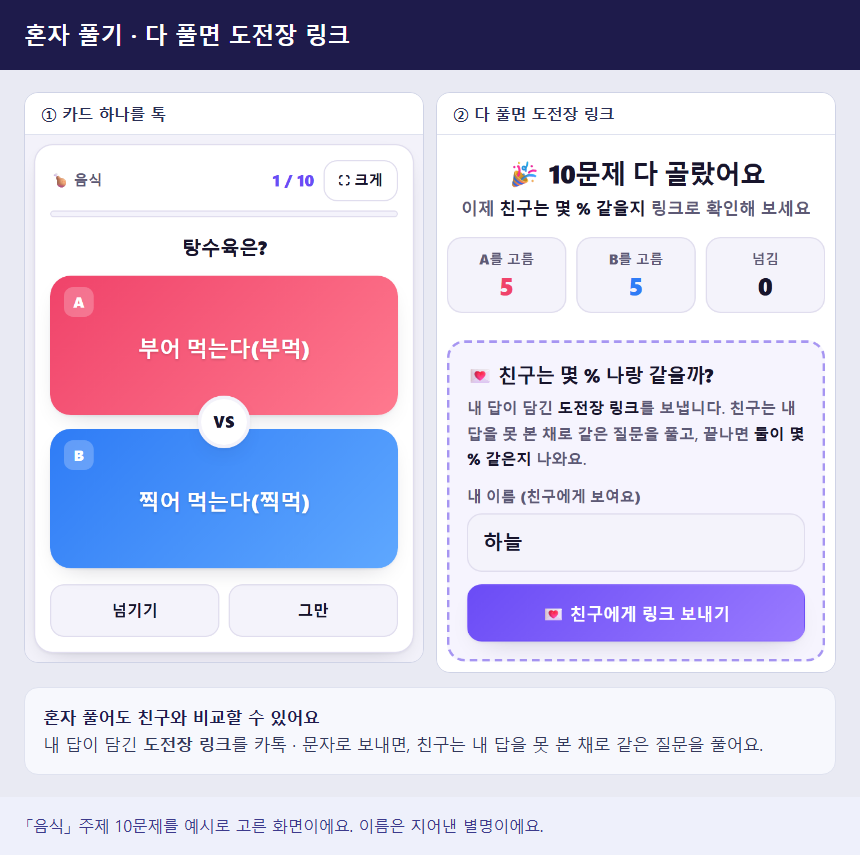 혼자 풀기 · 다 풀면 도전장 링크
① 카드 하나를 톡
음식
1 / 10
크게
탕수육은?
A
부어 먹는다(부먹)
VS
B
찍어 먹는다(찍먹)
넘기기
그만
② 다 풀면 도전장 링크
10문제 다 골랐어요
이제 친구는 몇 % 같을지 링크로 확인해 보세요
A를 고름
5
B를 고름
5
넘김
0
친구는 몇 % 나랑 같을까?
내 답이 담긴 도전장 링크를 보냅니다. 친구는 내
답을 못 본 채로 같은 질문을 풀고, 끝나면 둘이 몇
% 같은지 나와요.
내 이름 (친구에게 보여요)
하늘
친구에게 링크 보내기
혼자 풀어도 친구와 비교할 수 있어요
내 답이 담긴 도전장 링크를 카톡 · 문자로 보내면, 친구는 내 답을 못 본 채로 같은 질문을 풀어요.
「음식」 주제 10문제를 예시로 고른 화면이에요. 이름은 지어낸 별명이에요.